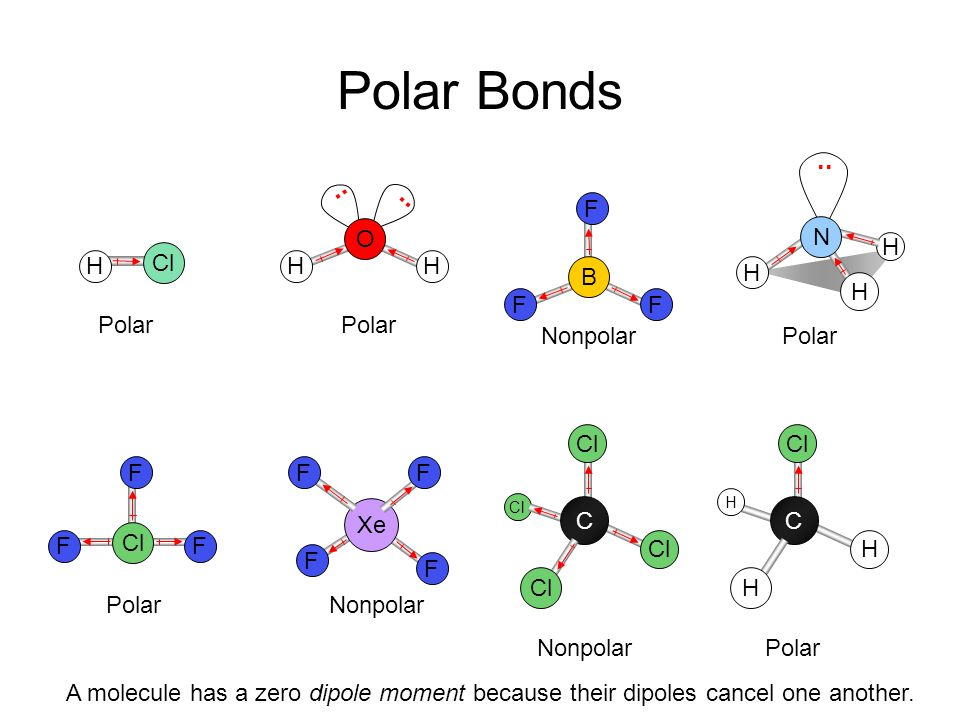 Polar Bonds
H Cl
Polar
O
H H
Polar
F
B
F F
Nonpolar
N
H
H
H
Polar
F
F Cl F
Polar
F F
Xe
F F
Nonpolar
Cl
Cl
C
Cl
Cl
Nonpolar
Cl
H
C
H
H
Polar
A molecule has a zero dipole moment because their dipoles cancel one another.